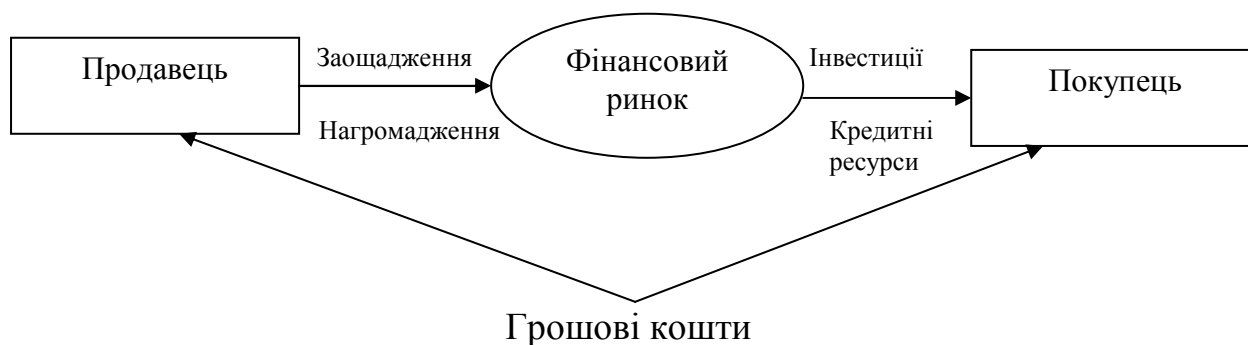 Продавець
Заощадження
Нагромадження
Фінансовий
ринок
Інвестиції
Кредитні
ресурси
Покупець
Грошові кошти